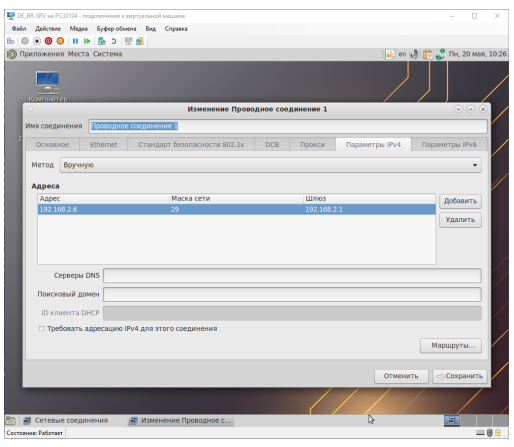 DE_BR-SRV на PC30104 - подключение к виртуальной машине
Файл Действие Медиа Буфер обмена Вид Справка
Приложения Места Система en Пн, 20 мая, 10:26
Компьютер
Изменение Проводное соединение 1
Имя соединения Проводное соединение 1
Основное Ethernet Стандарт безопасности 802.1x DCB Прокси Параметры IPv4 Параметры IPv6
Метод Вручную
Адреса
Адрес Маска сети Шлюз
192.168.2.6 29 192.168.2.1
Добавить
Удалить
Серверы DNS
Поисковый домен
ID клиента DHCP
Требовать адресацию IPv4 для этого соединения
Маршруты...
Отменить Сохранить
Сетевые соединения Изменение Проводное с...
Состояние: Работает